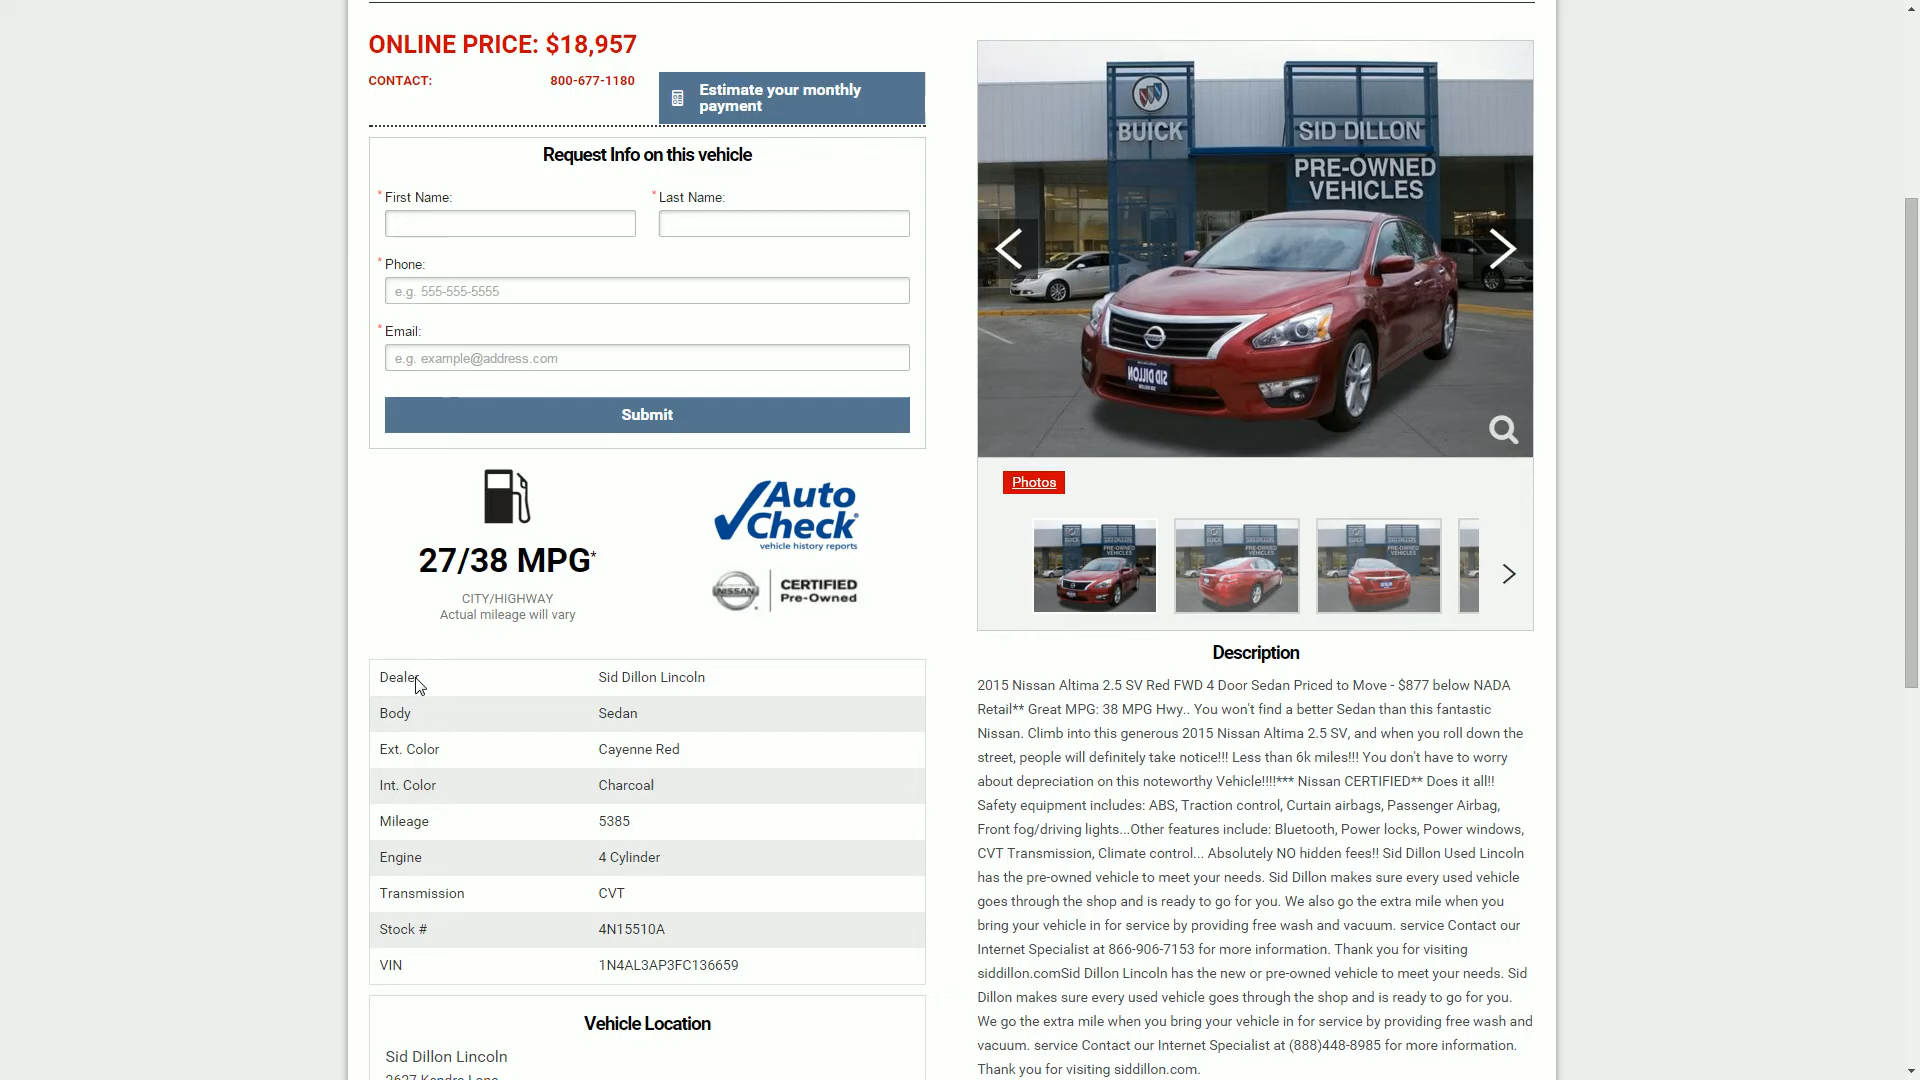 ONLINE PRICE: $18,957
CONTACT:
800-677-1180
Estimate your monthly
payment
Request Info on this vehicle
* First Name:
* Last Name:
* Phone:
e.g. 555-555-5555
* Email:
e.g. example@address.com
Submit
27/38 MPG*
CITY/HIGHWAY
Actual mileage will vary
Auto
Check
vehicle history reports
NISSAN
CERTIFIED
Pre-Owned
Dealer Sid Dillon Lincoln
Body Sedan
Ext. Color Cayenne Red
Int. Color Charcoal
Mileage 5385
Engine 4 Cylinder
Transmission CVT
Stock # 4N15510A
VIN 1N4AL3AP3FC136659
Vehicle Location
Sid Dillon Lincoln
BUICK
SID DILLON
PRE-OWNED
VEHICLES
SID DILLON
Photos
Description
2015 Nissan Altima 2.5 SV Red FWD 4 Door Sedan Priced to Move - $877 below NADA
Retail** Great MPG: 38 MPG Hwy.. You won't find a better Sedan than this fantastic
Nissan. Climb into this generous 2015 Nissan Altima 2.5 SV, and when you roll down the
street, people will definitely take notice!!! Less than 6k miles!!! You don't have to worry
about depreciation on this noteworthy Vehicle!!!!*** Nissan CERTIFIED** Does it all!!
Safety equipment includes: ABS, Traction control, Curtain airbags, Passenger Airbag,
Front fog/driving lights...Other features include: Bluetooth, Power locks, Power windows,
CVT Transmission, Climate control... Absolutely NO hidden fees!! Sid Dillon Used Lincoln
has the pre-owned vehicle to meet your needs. Sid Dillon makes sure every used vehicle
goes through the shop and is ready to go for you. We also go the extra mile when you
bring your vehicle in for service by providing free wash and vacuum. service Contact our
Internet Specialist at 866-906-7153 for more information. Thank you for visiting
siddillon.comSid Dillon Lincoln has the new or pre-owned vehicle to meet your needs. Sid
Dillon makes sure every used vehicle goes through the shop and is ready to go for you.
We go the extra mile when you bring your vehicle in for service by providing free wash and
vacuum. service Contact our Internet Specialist at (888)448-8985 for more information.
Thank you for visiting siddillon.com.